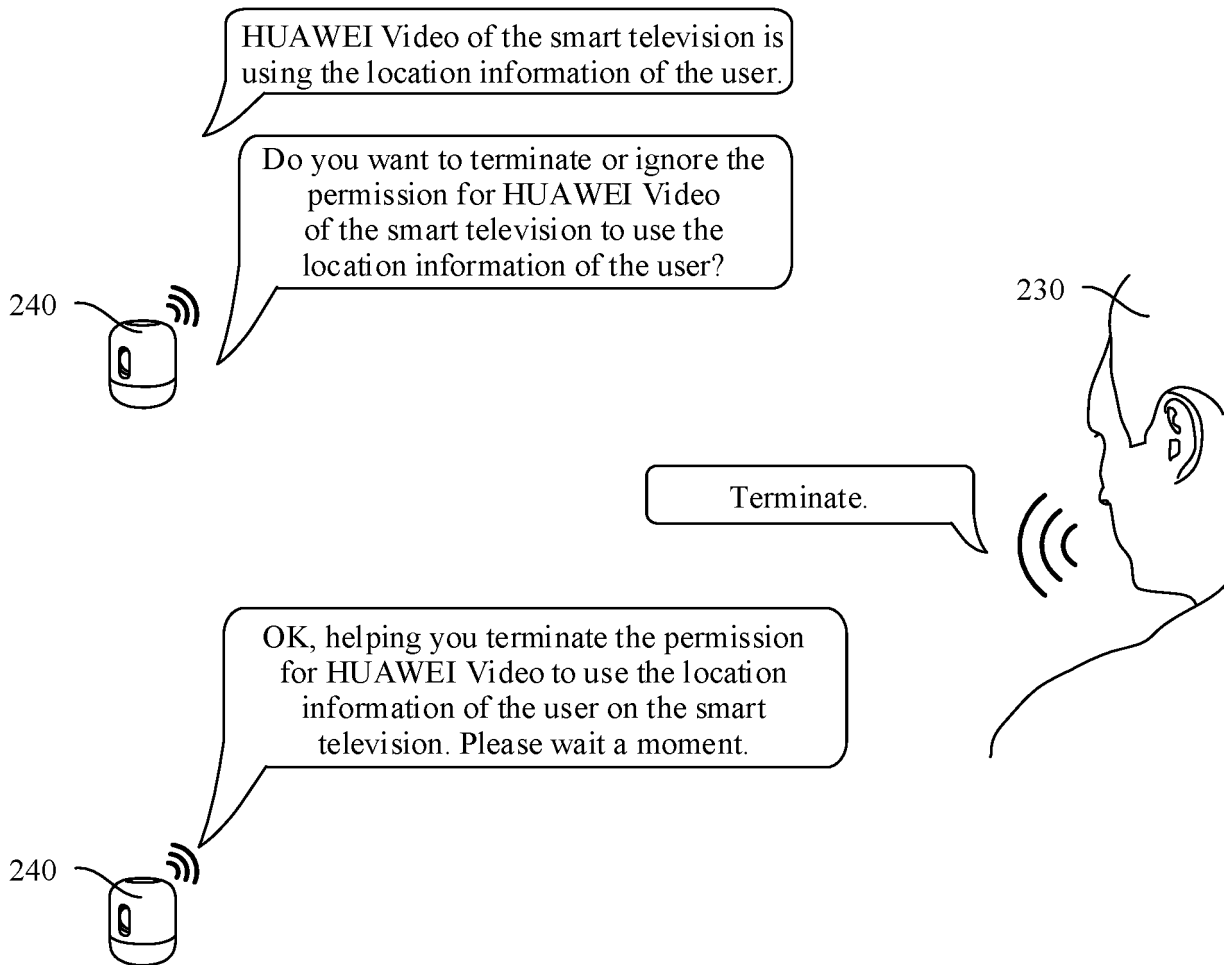 HUAWEI Video of the smart television is
using the location information of the user.
Do you want to terminate or ignore the
permission for HUAWEI Video
of the smart television to use the
location information of the user?
240
230
Terminate.
OK, helping you terminate the permission
for HUAWEI Video to use the location
information of the user on the smart
television. Please wait a moment.
240